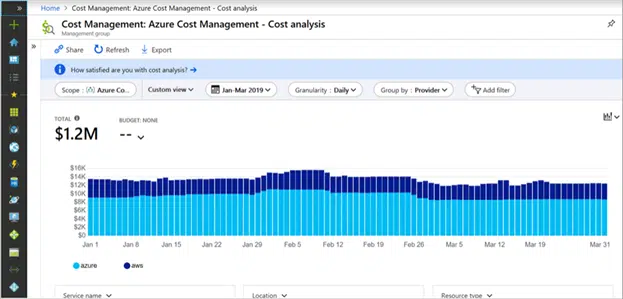 Home > Cost Management: Azure Cost Management - Cost analysis
Cost Management: Azure Cost Management - Cost analysis
Management group
Share Refresh Export
How satisfied are you with cost analysis? →
Scope : Azure Co... Custom view Jan-Mar 2019 Granularity : Daily Group by : Provider Add filter
TOTAL BUDGET: NONE
$1.2M --
$16K
$14K
$12K
$10K
$8K
$6K
$4K
$2K
$0
Jan 1 Jan 8 Jan 15 Jan 22 Jan 29 Feb 5 Feb 12 Feb 19 Feb 26 Mar 5 Mar 12 Mar 19 Mar 31
azure aws
Service name Location Resource type